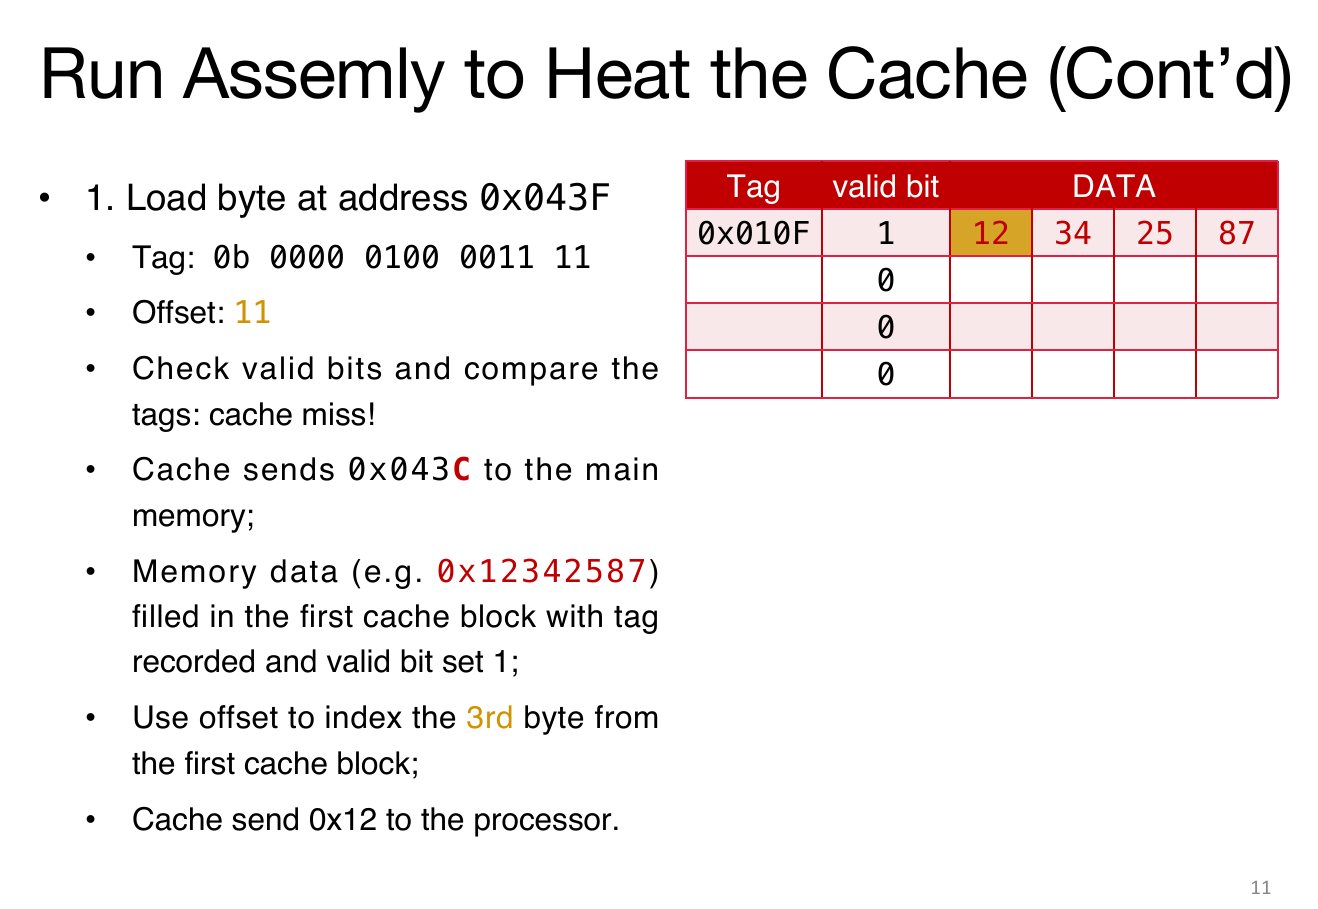 Run Assemly to Heat the Cache (Cont’d)
• 1. Load byte at address 0x043F
• Tag: 0b 0000 0100 0011 11
• Offset: 11
• Check valid bits and compare the
tags: cache miss!
• Cache sends 0x043C to the main
memory;
• Memory data (e.g. 0x12342587)
filled in the first cache block with tag
recorded and valid bit set 1;
• Use offset to index the 3rd byte from
the first cache block;
• Cache send 0x12 to the processor.
Tag valid bit DATA
0x010F 1 12 34 25 87
0
0
0
11